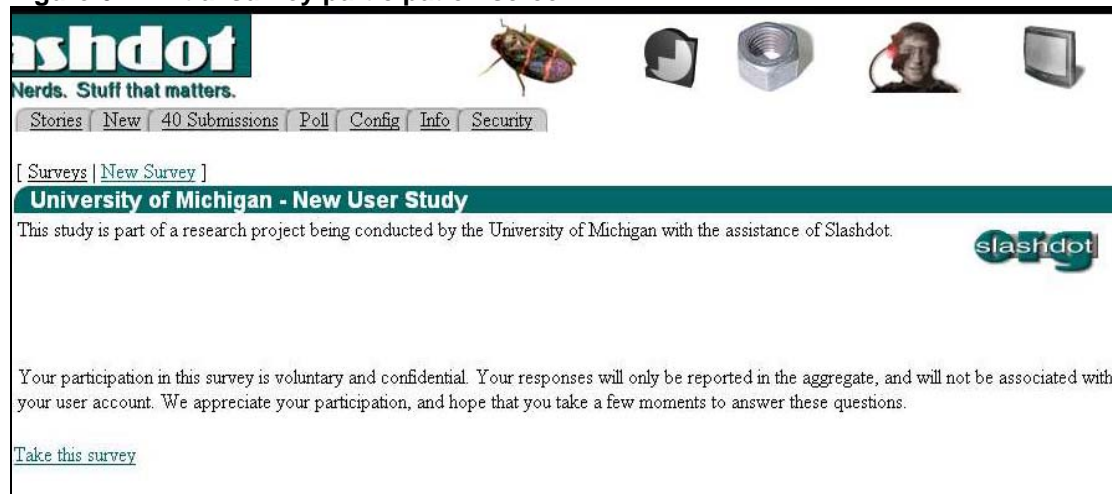 slashdot
Nerds. Stuff that matters.
Stories New 40 Submissions Poll Config Info Security
[ Surveys | New Survey ]
University of Michigan - New User Study
This study is part of a research project being conducted by the University of Michigan with the assistance of Slashdot.
slashdot
org
Your participation in this survey is voluntary and confidential. Your responses will only be reported in the aggregate, and will not be associated with
your user account. We appreciate your participation, and hope that you take a few moments to answer these questions.
Take this survey